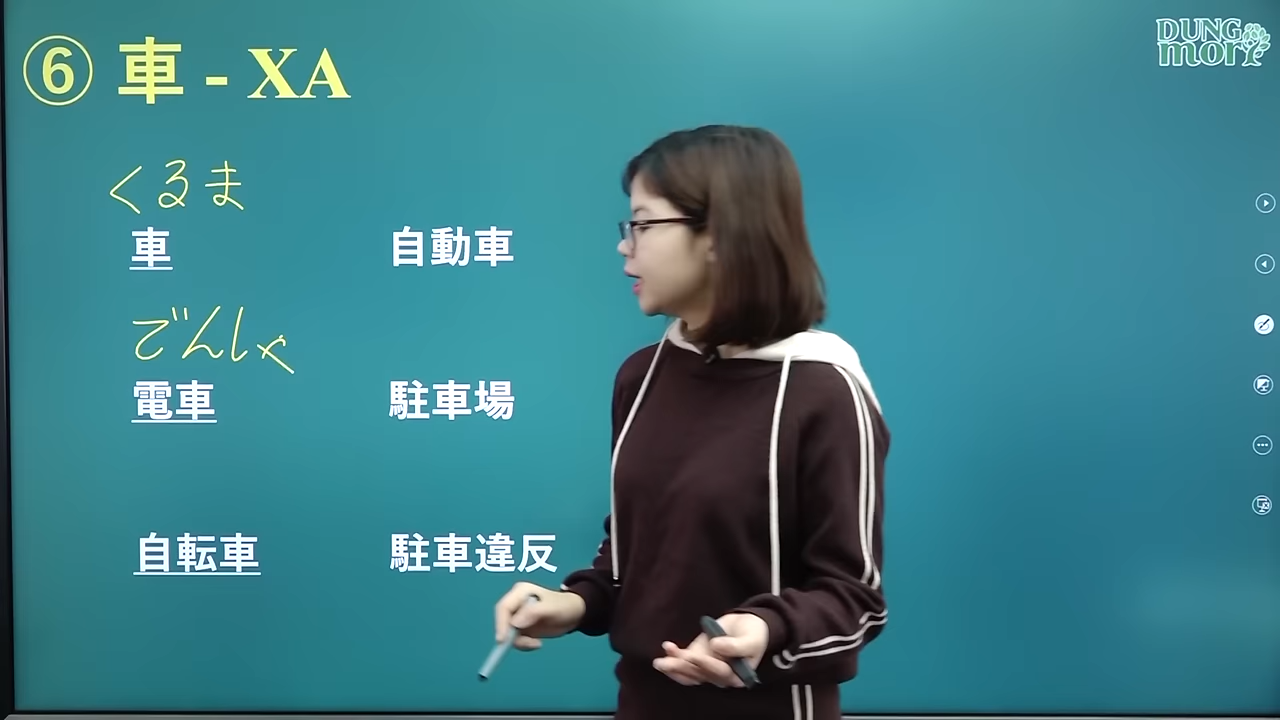 ⑥ 車 - XA
DUNG
mori
くるま
車 自動車
でんしゃ
電車 駐車場
自転車 駐車違反